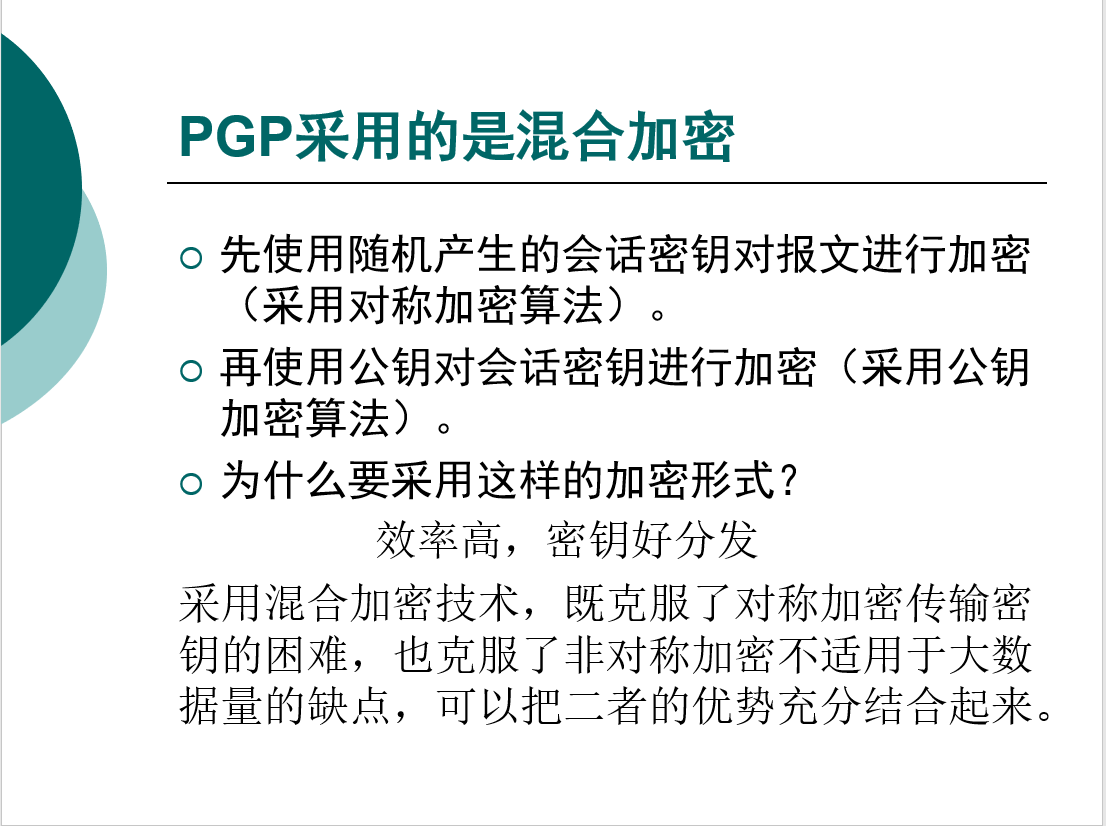 PGP采用的是混合加密
先使用随机产生的会话密钥对报文进行加密
（采用对称加密算法）。
再使用公钥对会话密钥进行加密（采用公钥
加密算法）。
为什么要采用这样的加密形式？
效率高，密钥好分发
采用混合加密技术，既克服了对称加密传输密
钥的困难，也克服了非对称加密不适用于大数
据量的缺点，可以把二者的优势充分结合起来。